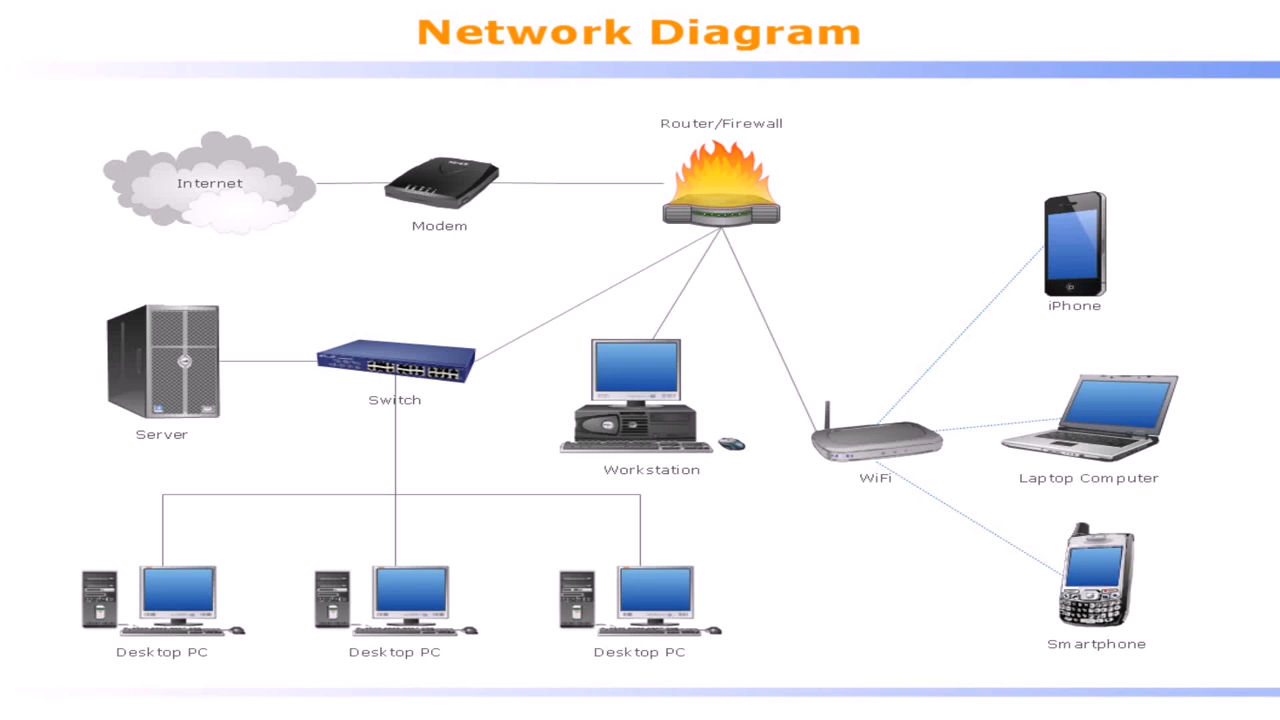 Network Diagram
Router/Firewall
Internet
Modem
iPhone
Switch
Server
Workstation
WiFi
Laptop Computer
Smartphone
Desktop PC
Desktop PC
Desktop PC